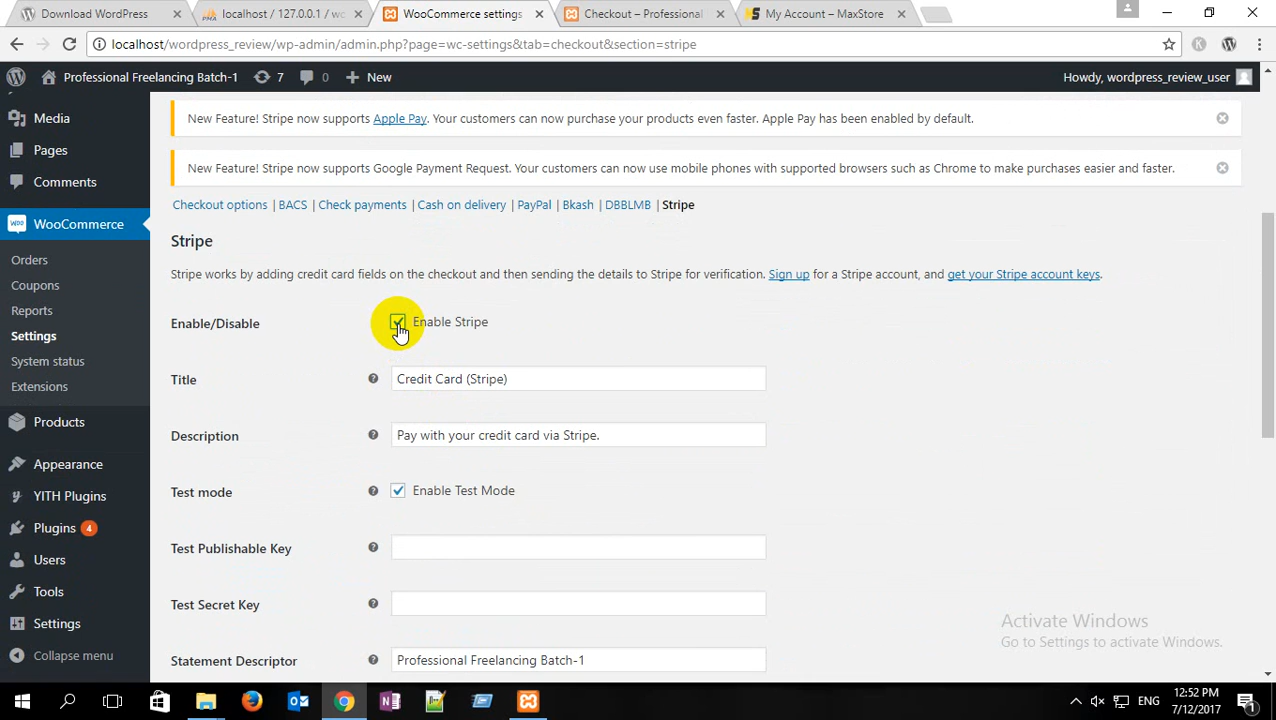 Download WordPress
localhost / 127.0.0.1 / wc
WooCommerce settings
Checkout – Professional
My Account – MaxStore
localhost/wordpress_review/wp-admin/admin.php?page=wc-settings&tab=checkout&section=stripe
Professional Freelancing Batch-1
7
0
New
Howdy, wordpress_review_user
Media
Pages
Comments
WooCommerce
Orders
Coupons
Reports
Settings
System status
Extensions
Products
Appearance
YITH Plugins
Plugins 4
Users
Tools
Settings
Collapse menu
New Feature! Stripe now supports Apple Pay. Your customers can now purchase your products even faster. Apple Pay has been enabled by default.
New Feature! Stripe now supports Google Payment Request. Your customers can now use mobile phones with supported browsers such as Chrome to make purchases easier and faster.
Checkout options | BACS | Check payments | Cash on delivery | PayPal | Bkash | DBBLMB | Stripe
Stripe
Stripe works by adding credit card fields on the checkout and then sending the details to Stripe for verification. Sign up for a Stripe account, and get your Stripe account keys.
Enable/Disable
Enable Stripe
Title
Credit Card (Stripe)
Description
Pay with your credit card via Stripe.
Test mode
Enable Test Mode
Test Publishable Key
Test Secret Key
Statement Descriptor
Professional Freelancing Batch-1
Activate Windows
Go to Settings to activate Windows.
ENG
12:52 PM
7/12/2017
1